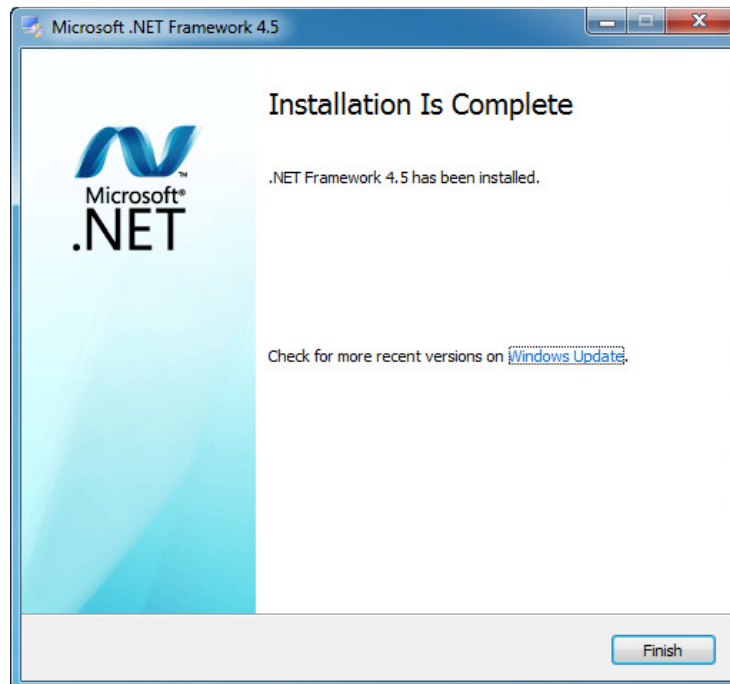 Microsoft .NET Framework 4.5
Installation Is Complete
.NET Framework 4.5 has been installed.
Microsoft®
.NET
™
Check for more recent versions on Windows Update.
Finish